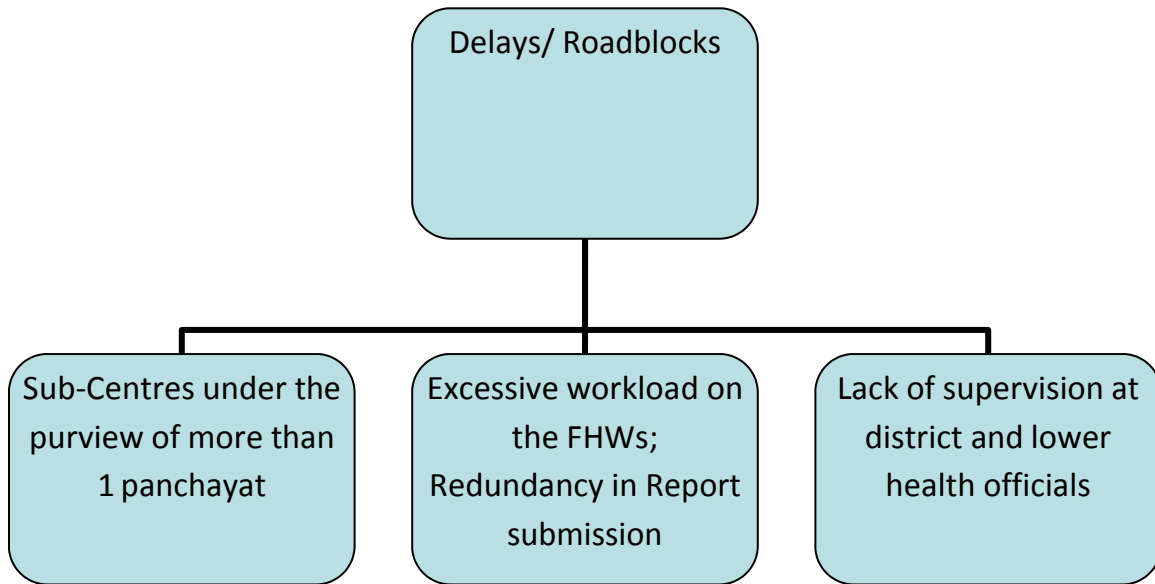 Delays/ Roadblocks
Sub-Centres under the
purview of more than
1 panchayat
Excessive workload on
the FHWs;
Redundancy in Report
submission
Lack of supervision at
district and lower
health officials